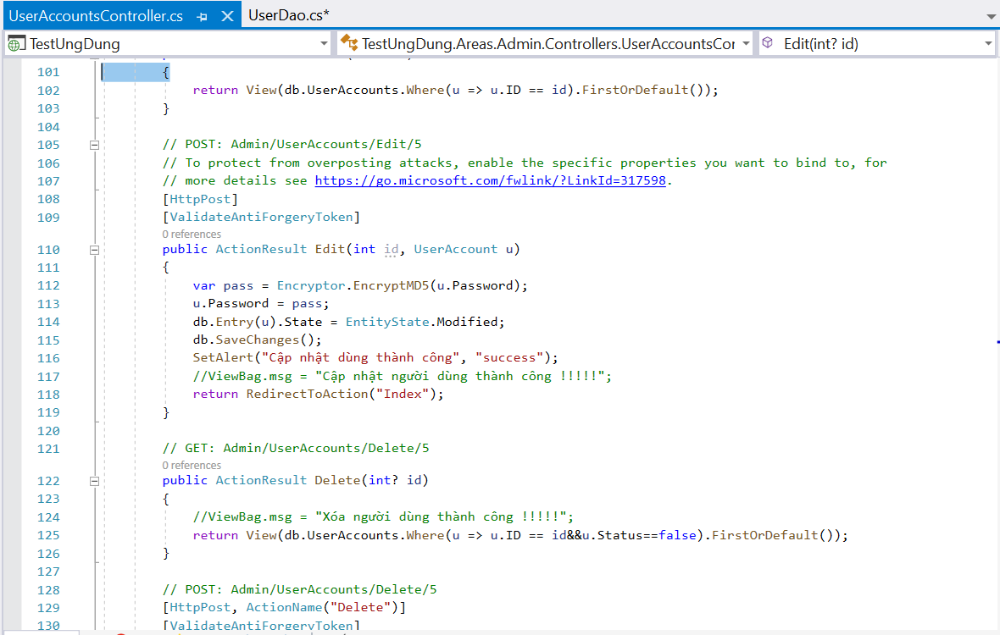 UserAccountsController.cs
UserDao.cs*
TestUngDung
TestUngDung.Areas.Admin.Controllers.UserAccountsCor
Edit(int? id)
101 {
102 return View(db.UserAccounts.Where(u => u.ID == id).FirstOrDefault());
103 }
104
105 // POST: Admin/UserAccounts/Edit/5
106 // To protect from overposting attacks, enable the specific properties you want to bind to, for
107 // more details see https://go.microsoft.com/fwlink/?LinkId=317598.
108 [HttpPost]
109 [ValidateAntiForgeryToken]
0 references
110 public ActionResult Edit(int id, UserAccount u)
111 {
112 var pass = Encryptor.EncryptMD5(u.Password);
113 u.Password = pass;
114 db.Entry(u).State = EntityState.Modified;
115 db.SaveChanges();
116 SetAlert("Cập nhật dùng thành công", "success");
117 //ViewBag.msg = "Cập nhật người dùng thành công !!!!!";
118 return RedirectToAction("Index");
119 }
120
121 // GET: Admin/UserAccounts/Delete/5
0 references
122 public ActionResult Delete(int? id)
123 {
124 //ViewBag.msg = "Xóa người dùng thành công !!!!!";
125 return View(db.UserAccounts.Where(u => u.ID == id&&u.Status==false).FirstOrDefault());
126 }
127
128 // POST: Admin/UserAccounts/Delete/5
129 [HttpPost, ActionName("Delete")]
130 [ValidateAntiForgeryToken]